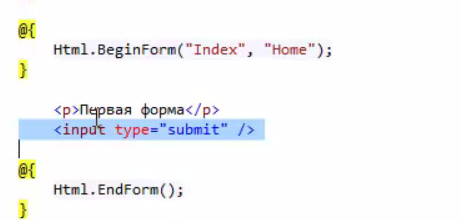 @{
Html.BeginForm("Index", "Home");
}
<p>Первая форма</p>
<input type="submit" />
@{
Html.EndForm();
}